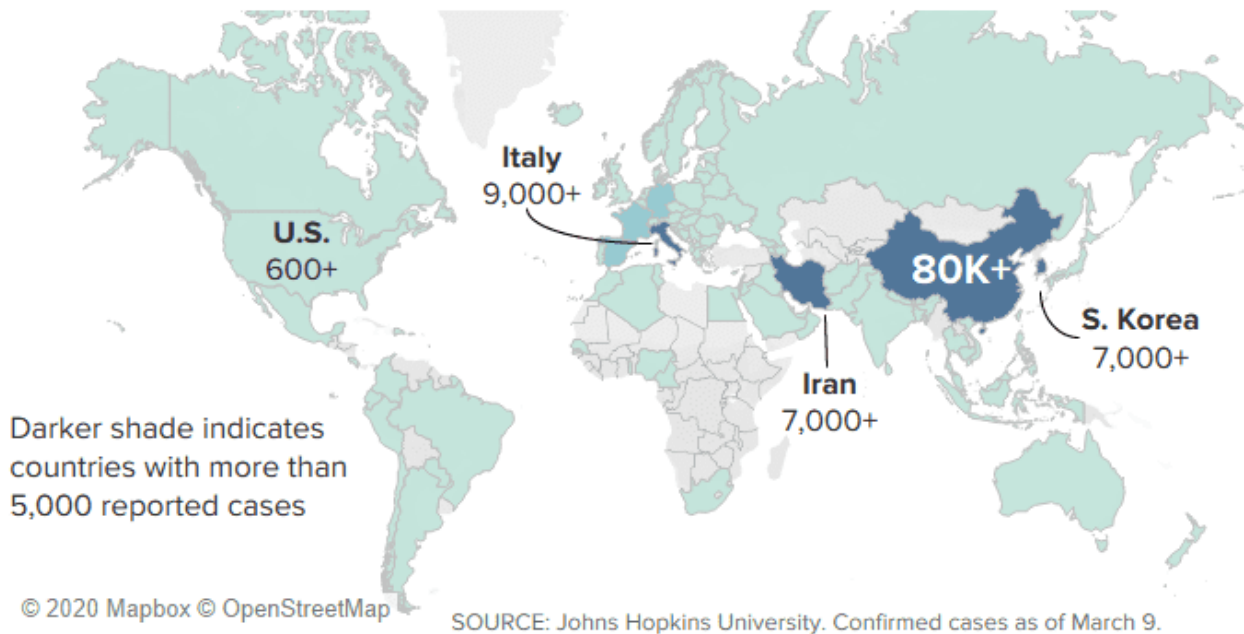 Italy
9,000+
U.S.
600+
80K+
S. Korea
7,000+
Iran
7,000+
Darker shade indicates
countries with more than
5,000 reported cases
© 2020 Mapbox © OpenStreetMap
SOURCE: Johns Hopkins University. Confirmed cases as of March 9.